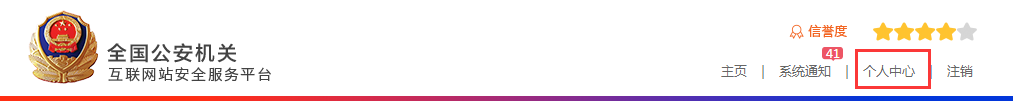 信誉度
全国公安机关
互联网站安全服务平台
41
主页 | 系统通知 | 个人中心 | 注销